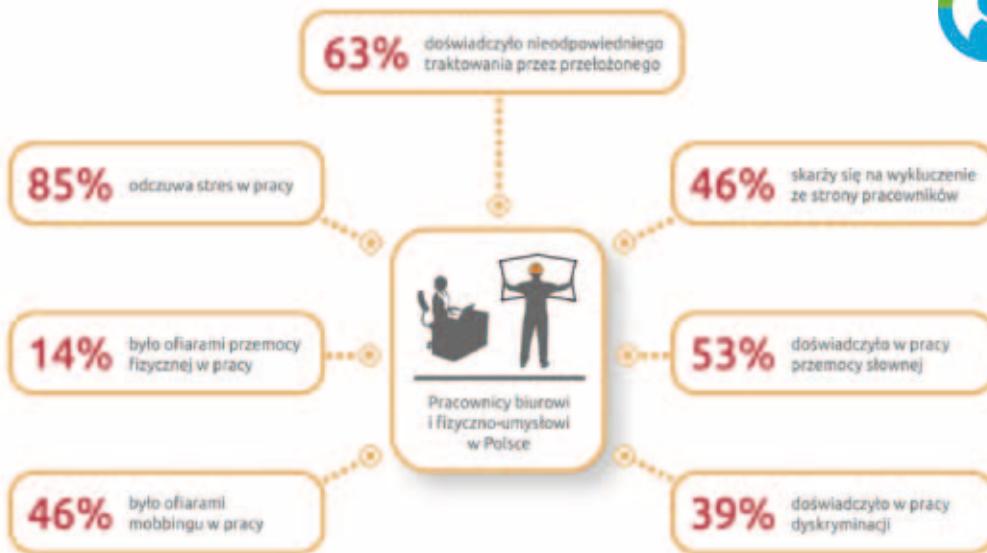 63% doświadczyło nieodpowiedniego
traktowania przez przełożonego
85% odczuwa stres w pracy
46% skarży się na wykluczenie
ze strony pracowników
14% było ofiarami przemocy
fizycznej w pracy
53% doświadczyło w pracy
przemocy słownej
Pracownicy biurowi
i fizyczno-umysłowi
w Polsce
46% było ofiarami
mobbingu w pracy
39% doświadczyło w pracy
dyskryminacji